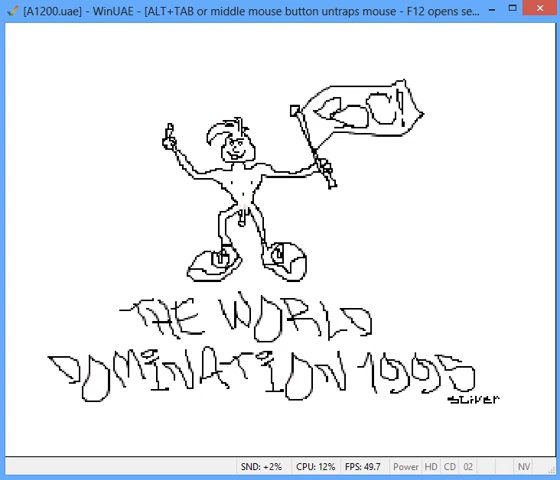 [A1200.uae] - WinUAE - [ALT+TAB or middle mouse button untraps mouse - F12 opens se...
THE WORLD
DOMINATION 1995
SLIVER
SND: +2% CPU: 12% FPS: 49.7 Power HD CD 02 NV